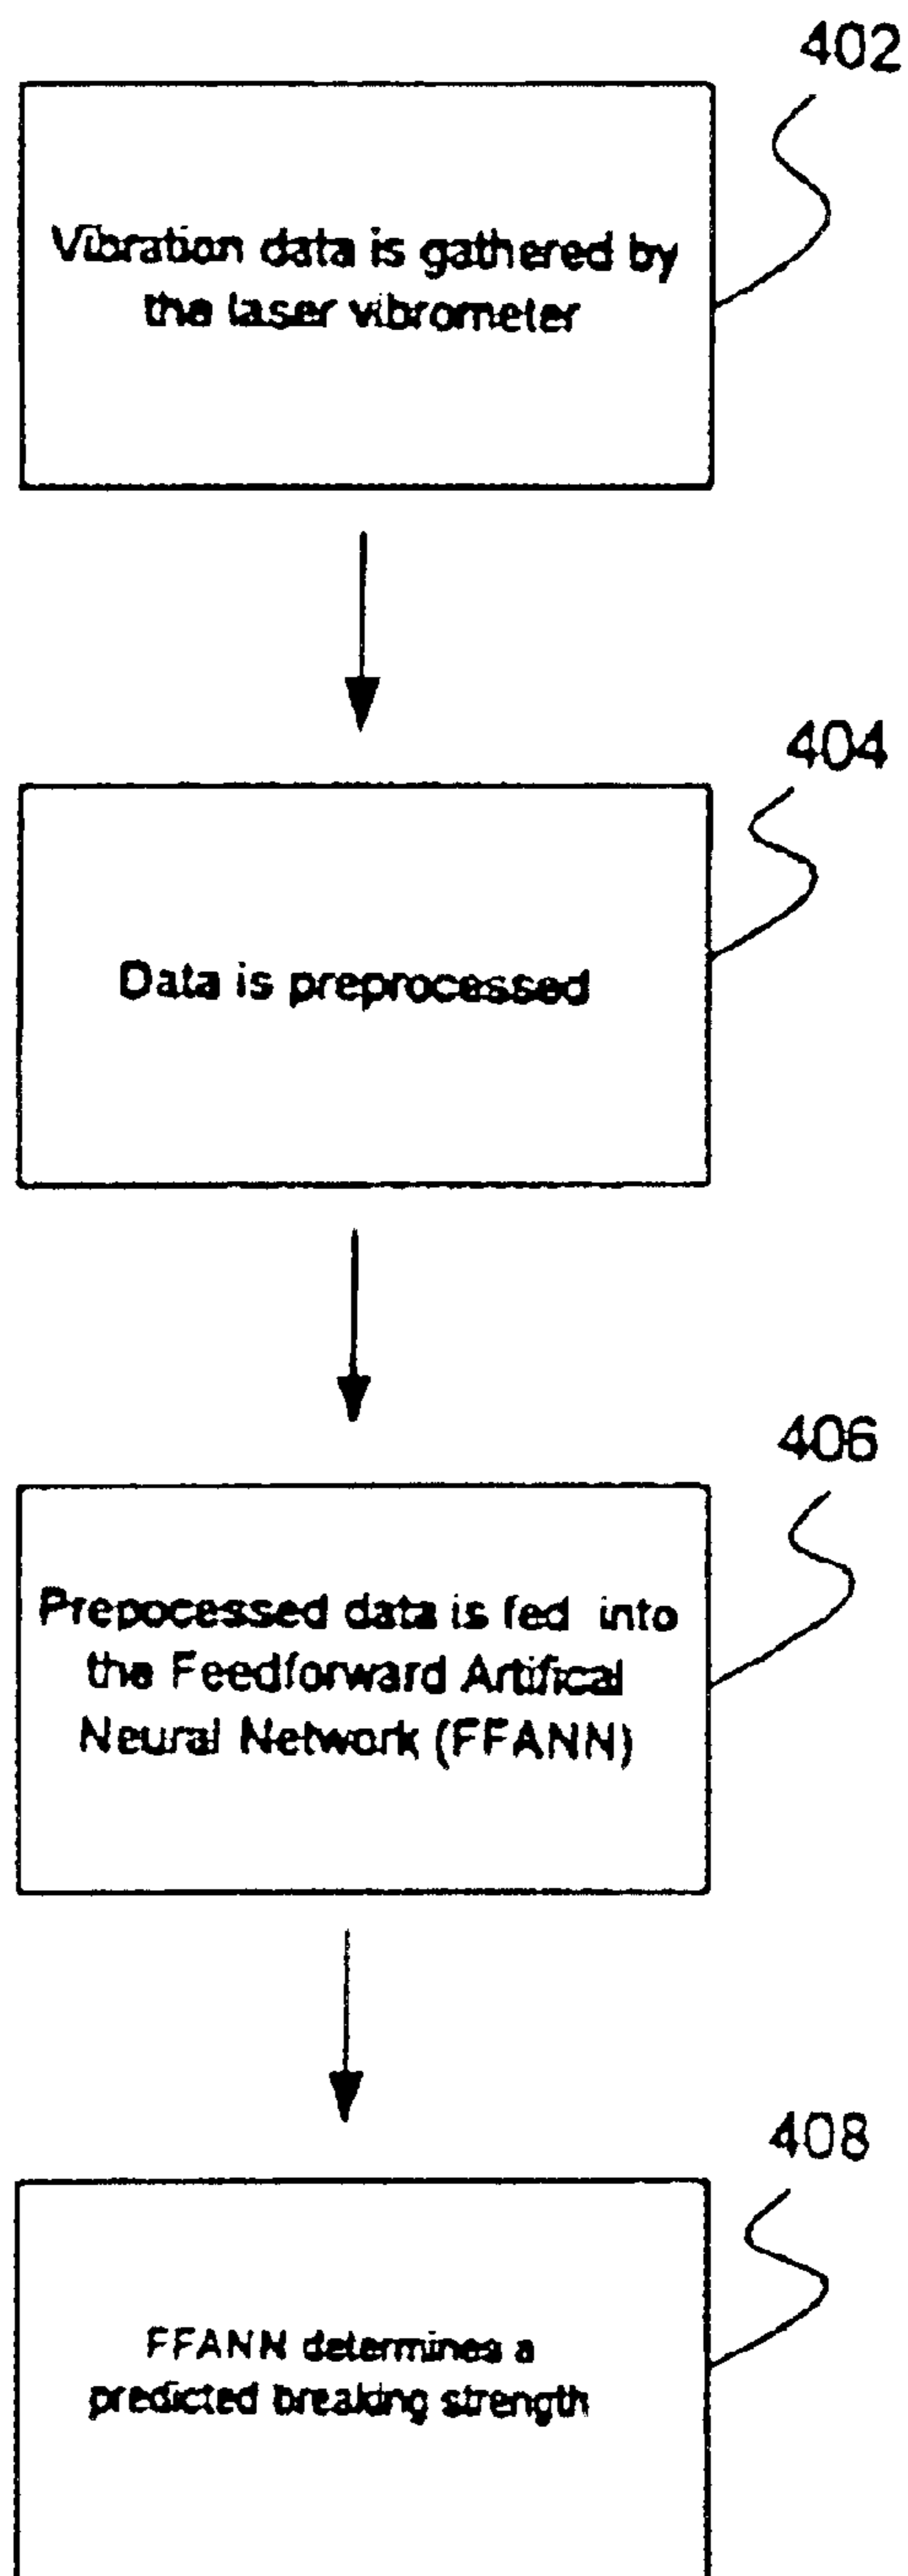 402
Vibration data is gathered by
the laser vibrometer
404
Data is preprocessed
406
Prepocessed data is fed into
the Feedforward Artifical
Neural Network (FFANN)
408
FFANN determines a
predicted breaking strength